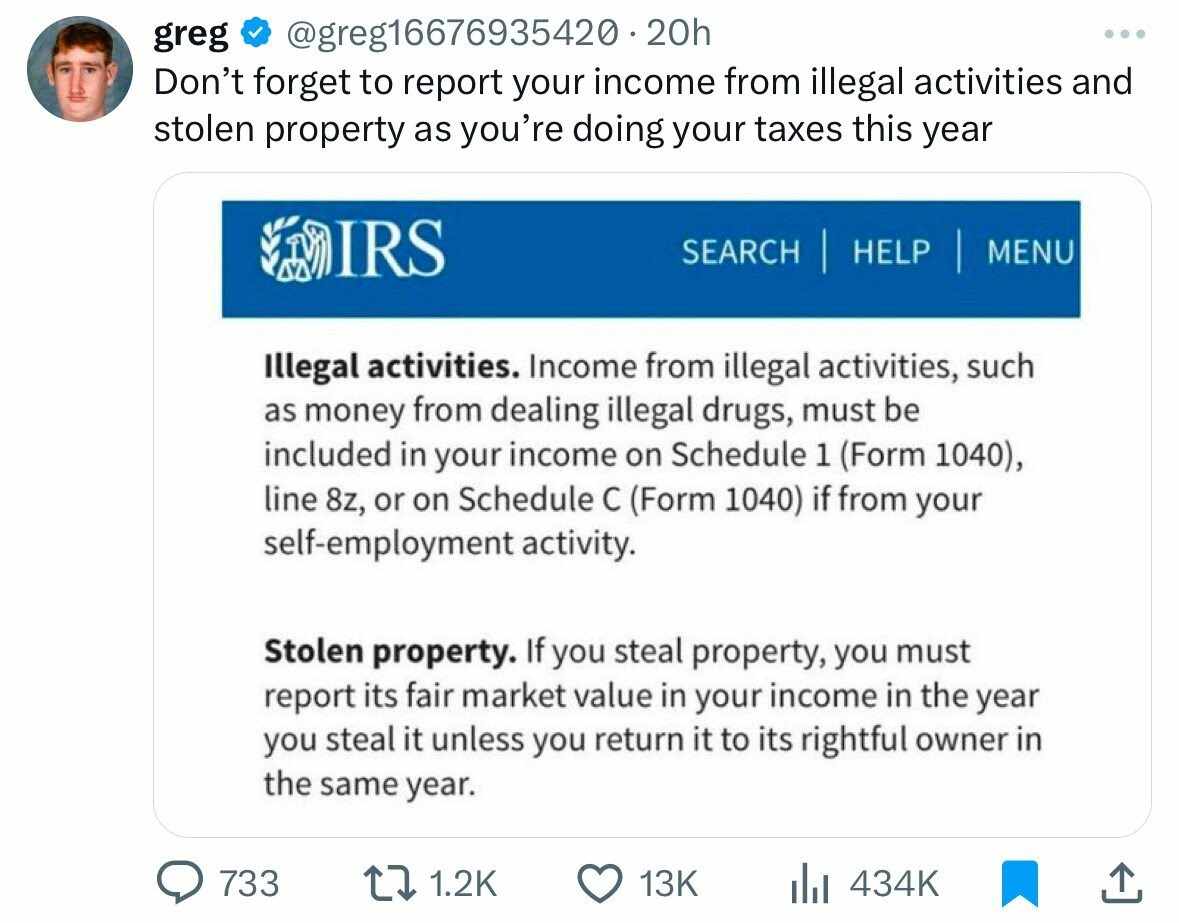 greg @greg16676935420 · 20h
Don’t forget to report your income from illegal activities and
stolen property as you’re doing your taxes this year
IRS SEARCH | HELP | MENU
Illegal activities. Income from illegal activities, such
as money from dealing illegal drugs, must be
included in your income on Schedule 1 (Form 1040),
line 8z, or on Schedule C (Form 1040) if from your
self-employment activity.
Stolen property. If you steal property, you must
report its fair market value in your income in the year
you steal it unless you return it to its rightful owner in
the same year.
733 1.2K 13K 434K